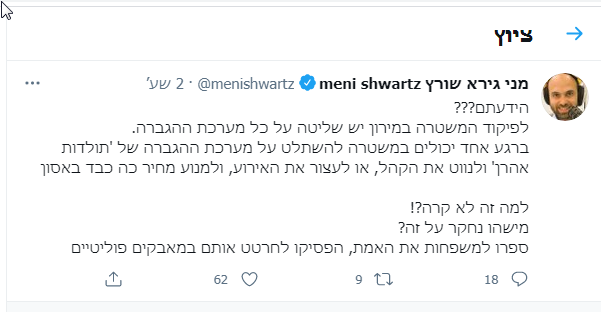 ציוץ
מני גירא שורץ meni shwartz @menishwartz · 2 שע'
הידעתם???
לפיקוד המשטרה במירון יש שליטה על כל מערכת ההגברה.
ברגע אחד יכולים במשטרה להשתלט על מערכת ההגברה של 'תולדות
אהרן' ולנווט את הקהל, או לעצור את האירוע, ולמנוע מחיר כה כבד באסון
למה זה לא קרה?!
מישהו נחקר על זה?
ספרו למשפחות את האמת, הפסיקו לחרטט אותם במאבקים פוליטיים
18 9 62